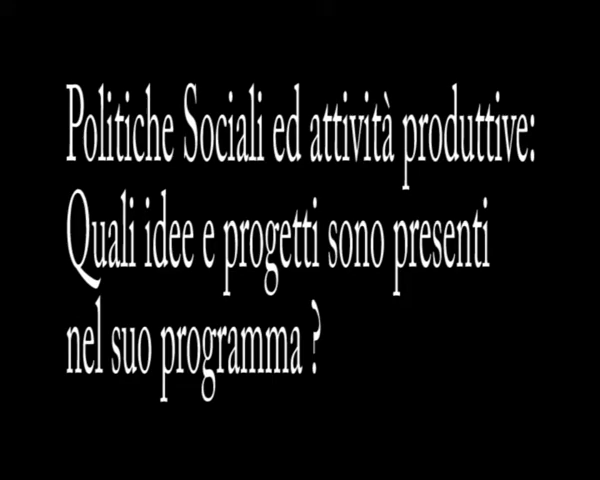 Politiche Sociali ed attività produttive:
Quali idee e progetti sono presenti
nel suo programma ?